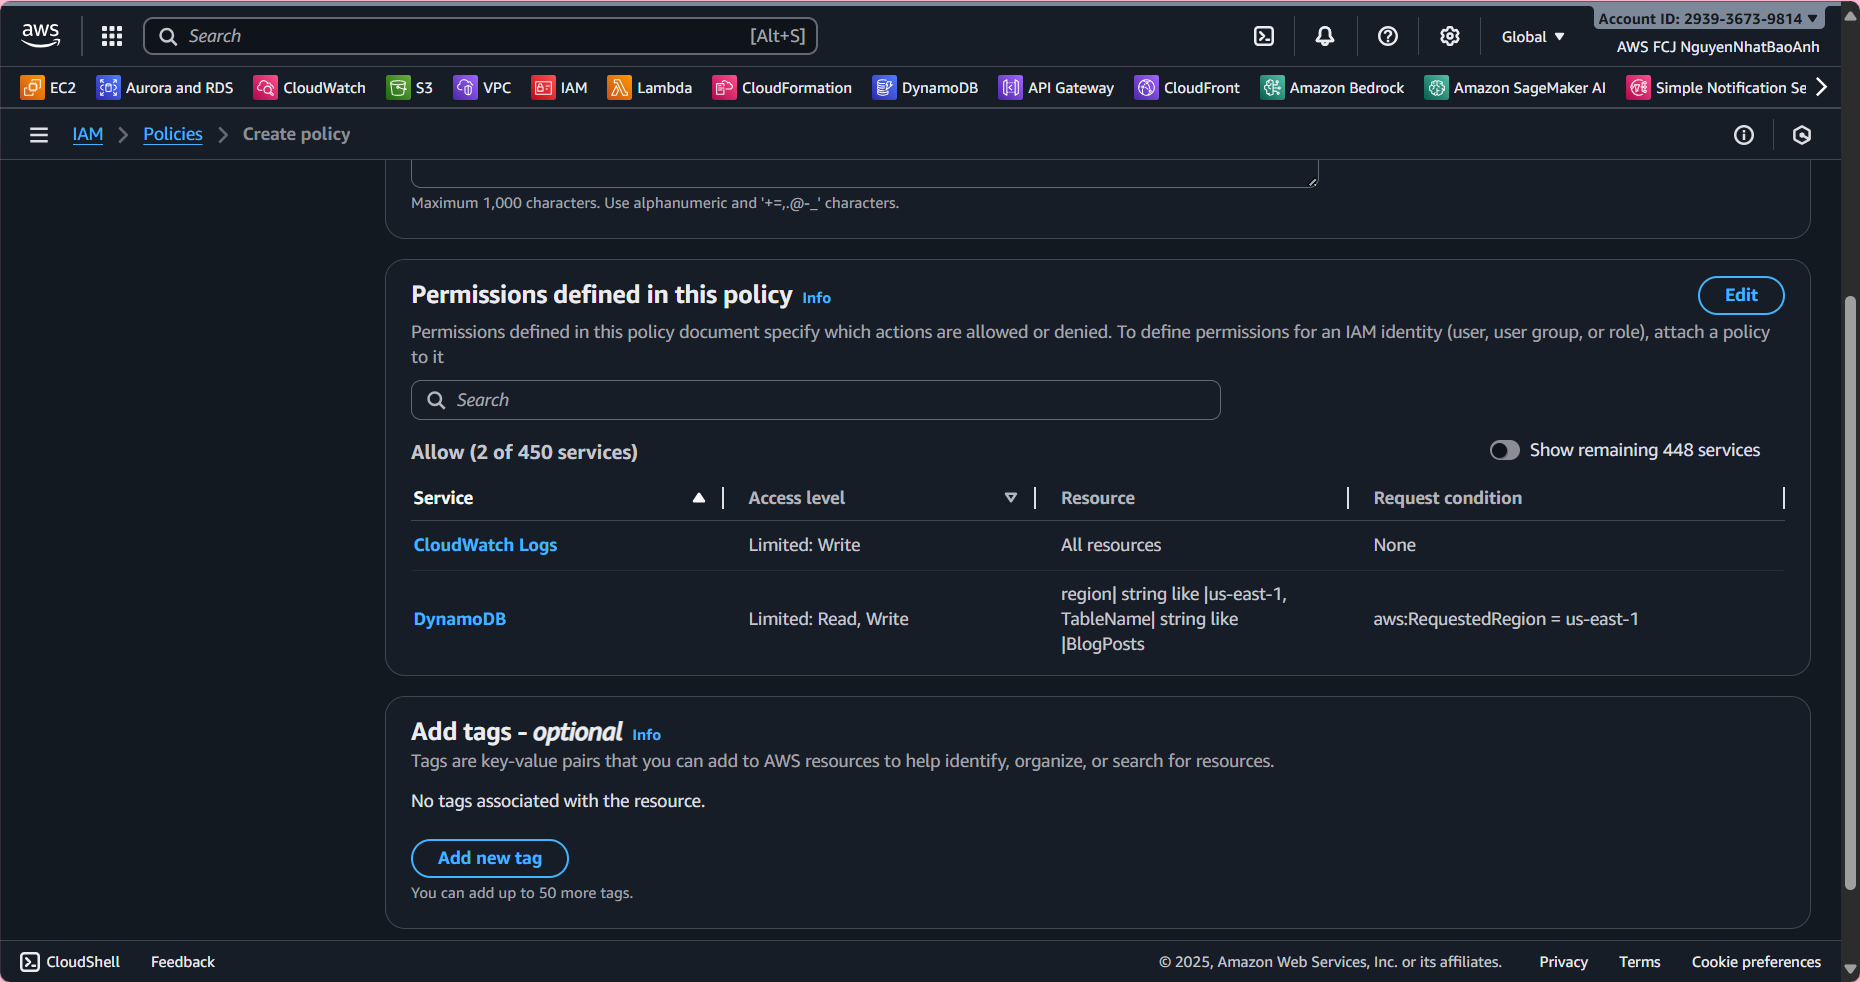 aws
Search [Alt+S]
Global
Account ID: 2939-3673-9814
AWS FCJ NguyenNhatBaoAnh
EC2 Aurora and RDS CloudWatch S3 VPC IAM Lambda CloudFormation DynamoDB API Gateway CloudFront Amazon Bedrock Amazon SageMaker AI Simple Notification Se
IAM Policies Create policy
Maximum 1,000 characters. Use alphanumeric and '+=,.@-_' characters.
Permissions defined in this policy Info
Edit
Permissions defined in this policy document specify which actions are allowed or denied. To define permissions for an IAM identity (user, user group, or role), attach a policy
to it
Search
Allow (2 of 450 services)
Show remaining 448 services
Service Access level Resource Request condition
CloudWatch Logs Limited: Write All resources None
DynamoDB Limited: Read, Write region| string like |us-east-1,
TableName| string like
|BlogPosts
aws:RequestedRegion = us-east-1
Add tags - optional Info
Tags are key-value pairs that you can add to AWS resources to help identify, organize, or search for resources.
No tags associated with the resource.
Add new tag
You can add up to 50 more tags.
CloudShell Feedback © 2025, Amazon Web Services, Inc. or its affiliates. Privacy Terms Cookie preferences